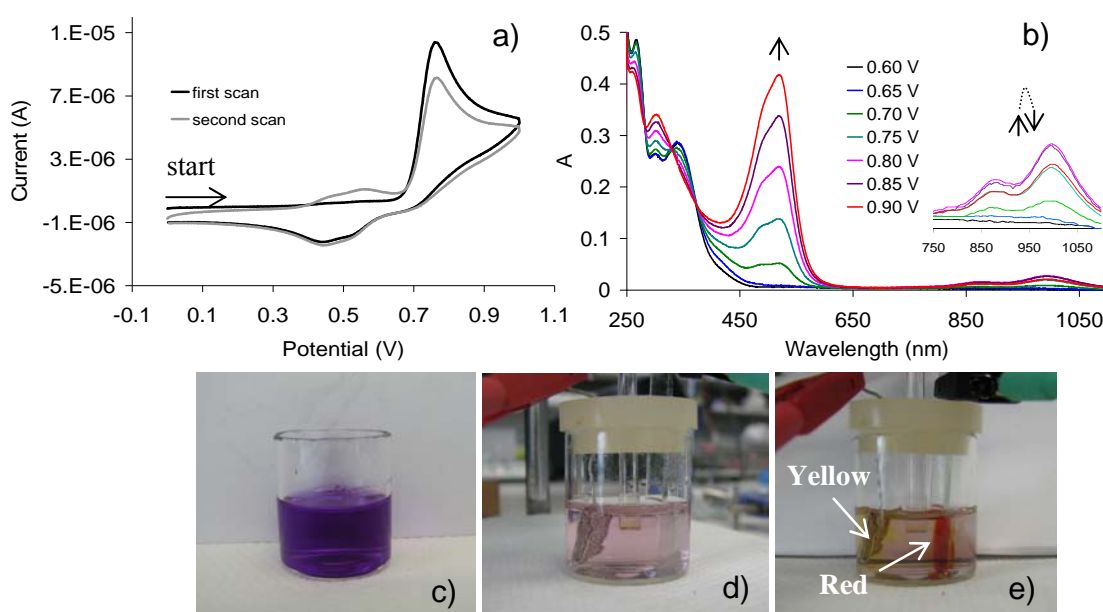 a)
1.E-05
7.E-06
3.E-06
-1.E-06
-5.E-06
Current (A)
first scan
second scan
start
-0.1 0.1 0.3 0.5 0.7 0.9 1.1
Potential (V)
b)
0.5
0.4
0.3
0.2
0.1
0
A
0.60 V
0.65 V
0.70 V
0.75 V
0.80 V
0.85 V
0.90 V
750 850 950 1050
250 450 650 850 1050
Wavelength (nm)
c)
d)
Yellow
Red
e)